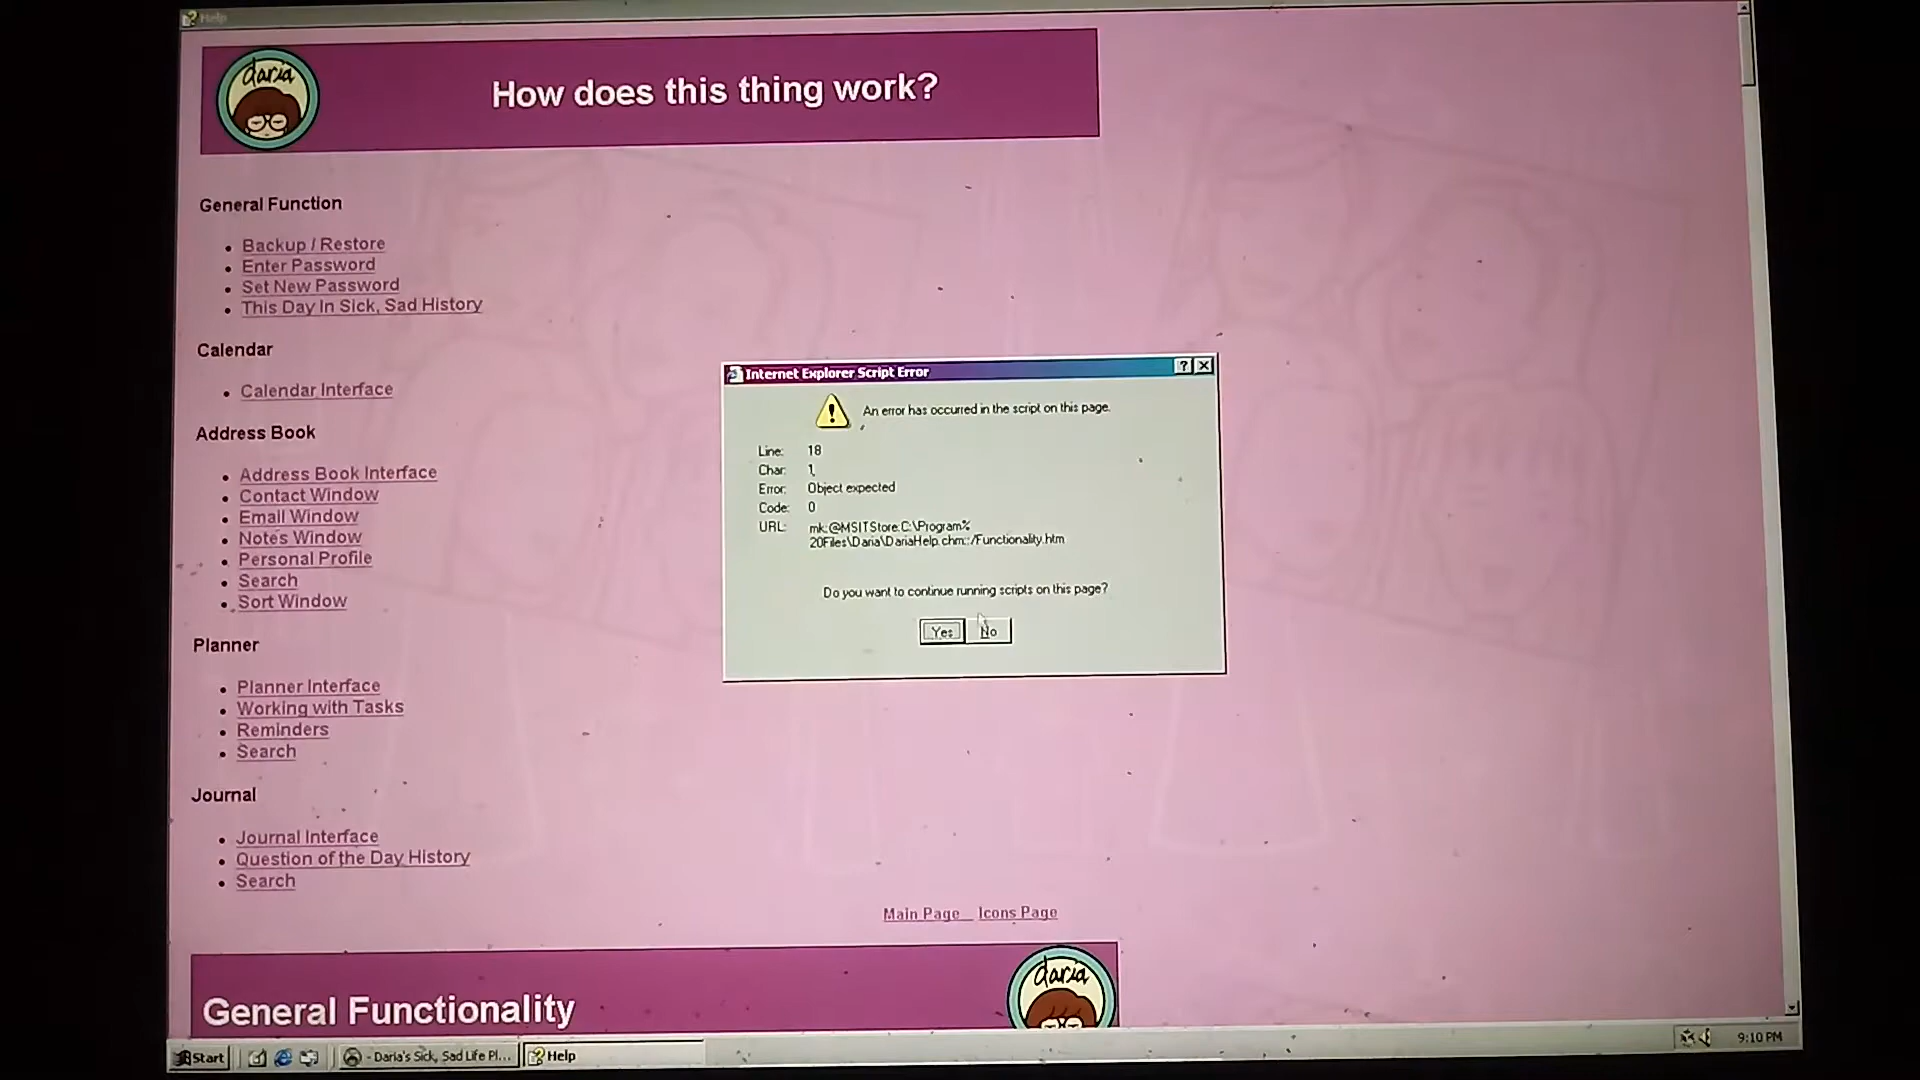 Help
daria
How does this thing work?
General Function
Backup / Restore
Enter Password
Set New Password
This Day In Sick, Sad History
Calendar
Calendar Interface
Address Book
Address Book Interface
Contact Window
Email Window
Notes Window
Personal Profile
Search
Sort Window
Planner
Planner Interface
Working with Tasks
Reminders
Search
Journal
Journal Interface
Question of the Day History
Search
Main Page Icons Page
Internet Explorer Script Error
An error has occurred in the script on this page.
Line: 18
Char: 1
Error: Object expected
Code: 0
URL: mk:@MSITStore:C:\Program%
20Files\Daria\DariaHelp.chm::/Functionality.htm
Do you want to continue running scripts on this page?
Yes No
daria
General Functionality
Start - Daria's Sick, Sad Life Pl... Help 9:10 PM